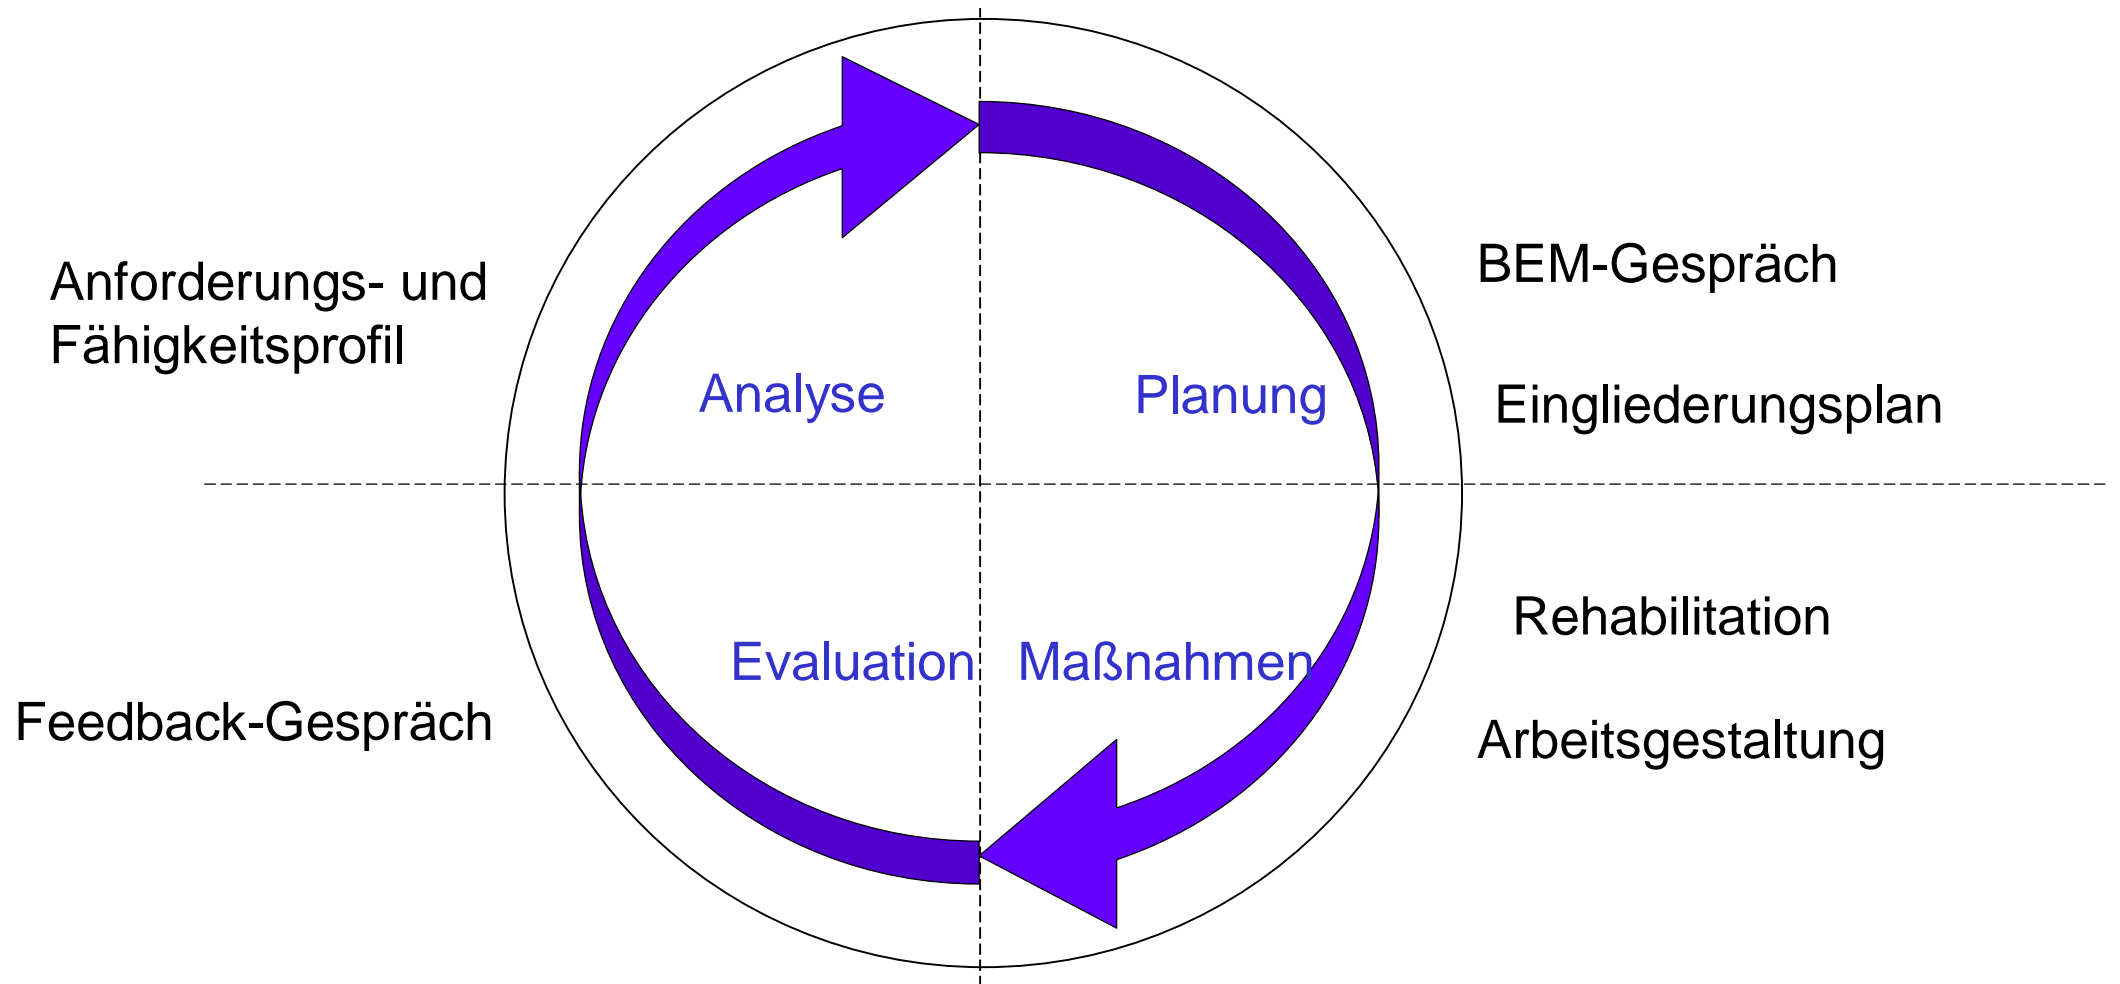 Anforderungs- und
Fähigkeitsprofil
Analyse
Planung
BEM-Gespräch
Eingliederungsplan
Feedback-Gespräch
Evaluation
Maßnahmen
Rehabilitation
Arbeitsgestaltung